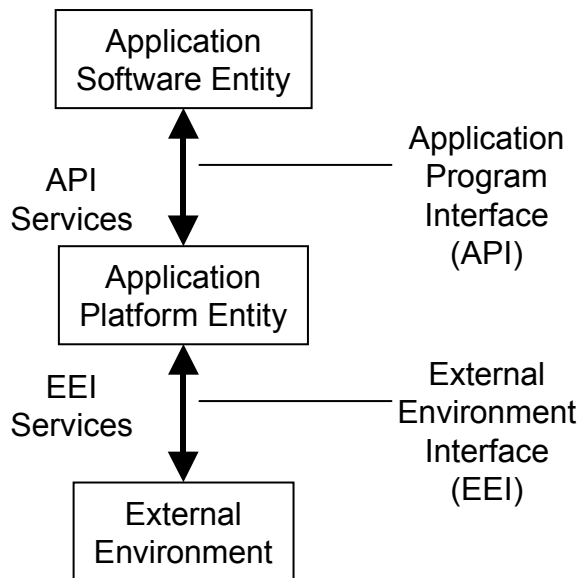 Application
Software Entity
API
Services
Application
Program
Interface
(API)
Application
Platform Entity
EEI
Services
External
Environment
Interface
(EEI)
External
Environment